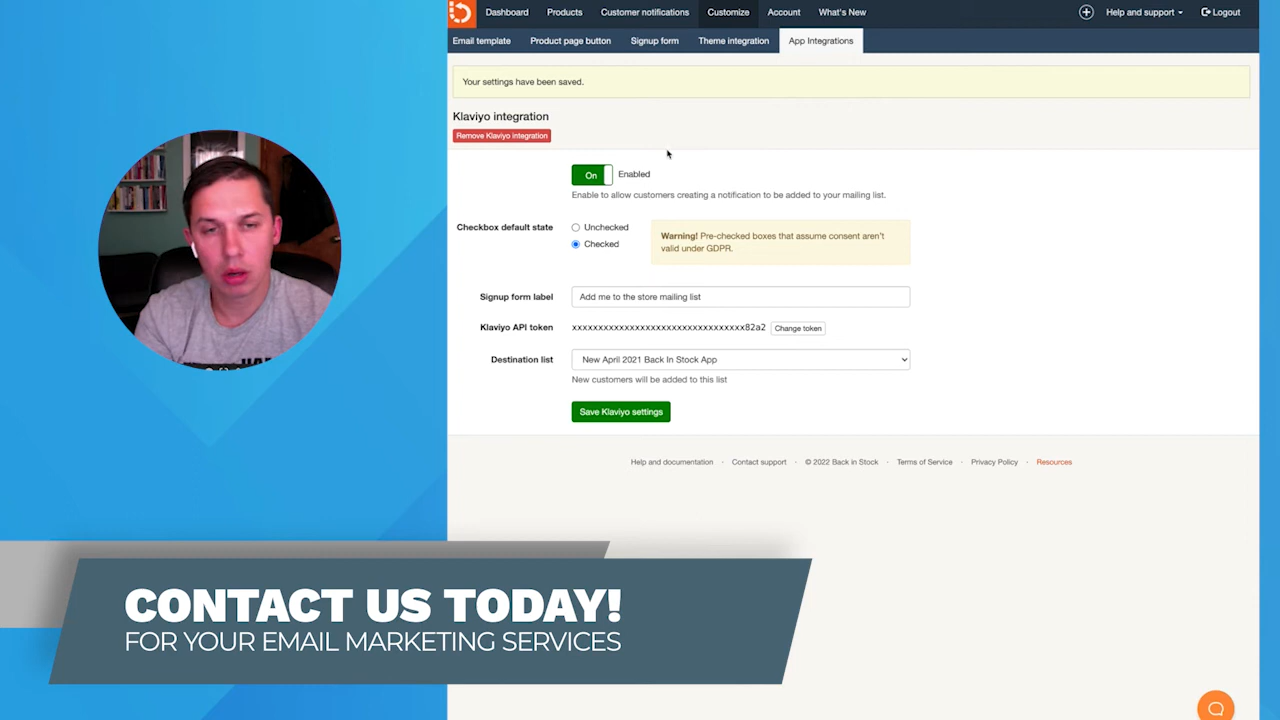 Dashboard Products Customer notifications Customize Account What's New Help and support Logout
Email template Product page button Signup form Theme integration App Integrations
Your settings have been saved.
Klaviyo integration
Remove Klaviyo integration
On Enabled
Enable to allow customers creating a notification to be added to your mailing list.
Checkbox default state Unchecked
Checked
Warning! Pre-checked boxes that assume consent aren't
valid under GDPR.
Signup form label Add me to the store mailing list
Klaviyo API token xxxxxxxxxxxxxxxxxxxxxxxxxxxxxxxxx82a2 Change token
Destination list New April 2021 Back In Stock App
New customers will be added to this list
Save Klaviyo settings
Help and documentation · Contact support · © 2022 Back in Stock · Terms of Service · Privacy Policy · Resources
CONTACT US TODAY!
FOR YOUR EMAIL MARKETING SERVICES